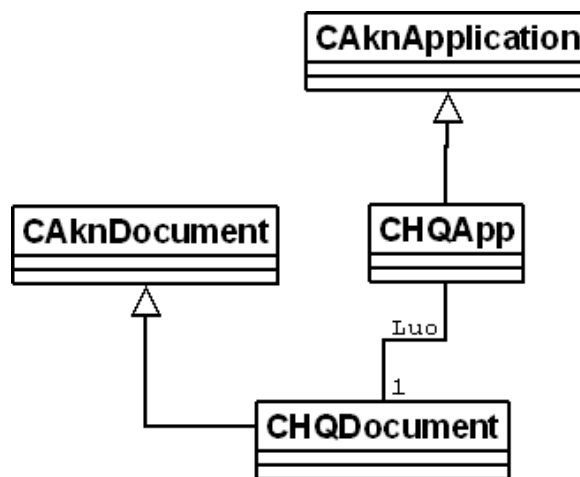 CAknApplication
CAknDocument
CHQApp
Luo
1
CHQDocument